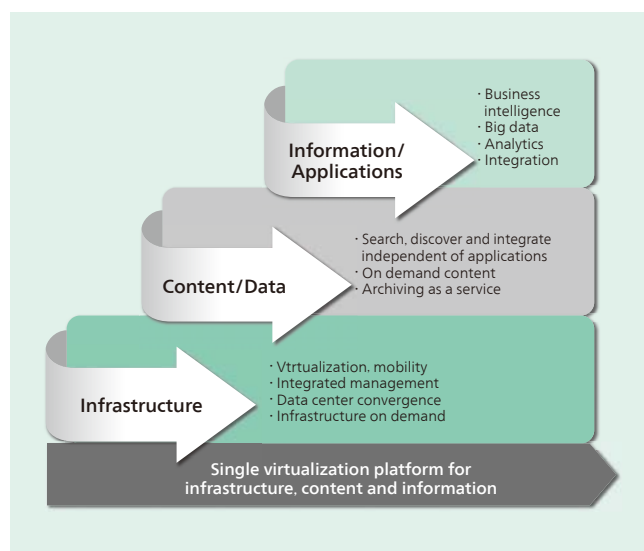 Information/
Applications
· Business
intelligence
· Big data
· Analytics
· Integration
Content/Data
· Search, discover and integrate
independent of applications
· On demand content
· Archiving as a service
Infrastructure
· Vtrtualization, mobility
· Integrated management
· Data center convergence
· Infrastructure on demand
Single virtualization platform for
infrastructure, content and information